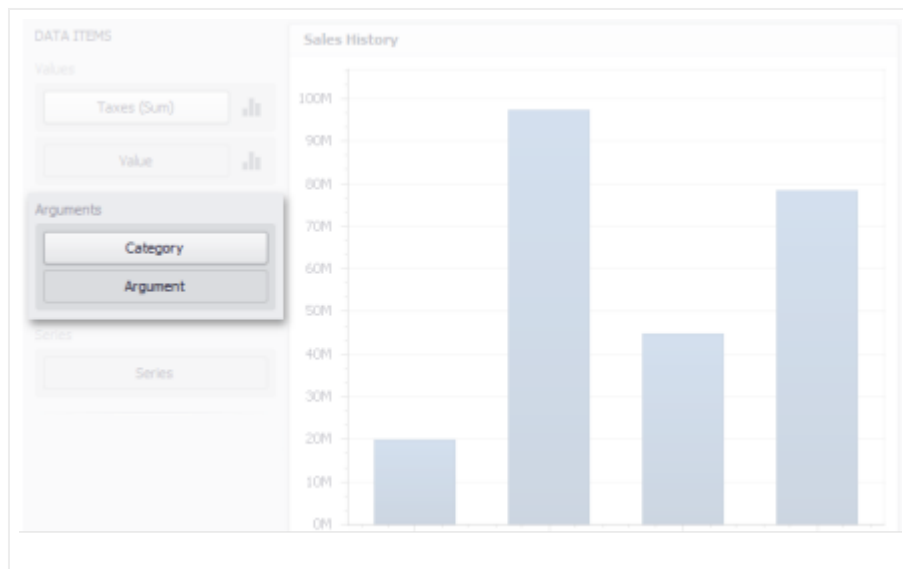 DATA ITEMS
Values
Taxes (Sum)
Value
Arguments
Category
Argument
Series
Series
Sales History
100M
90M
80M
70M
60M
50M
40M
30M
20M
10M
0M